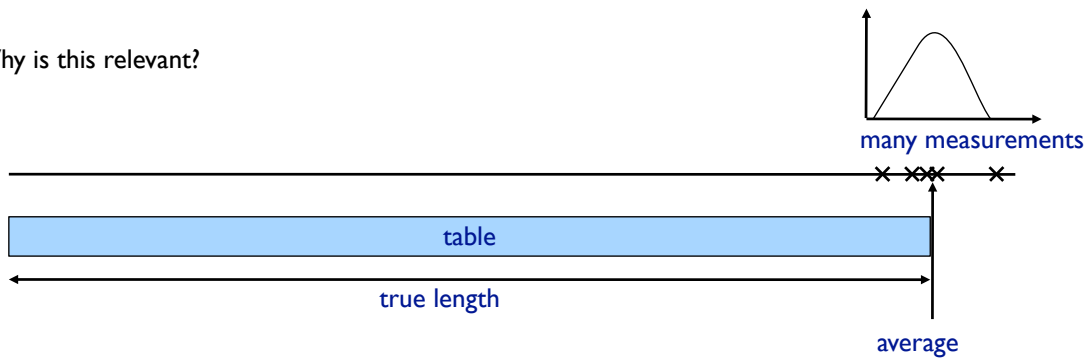 hy is this relevant?
many measurements
table
true length
average